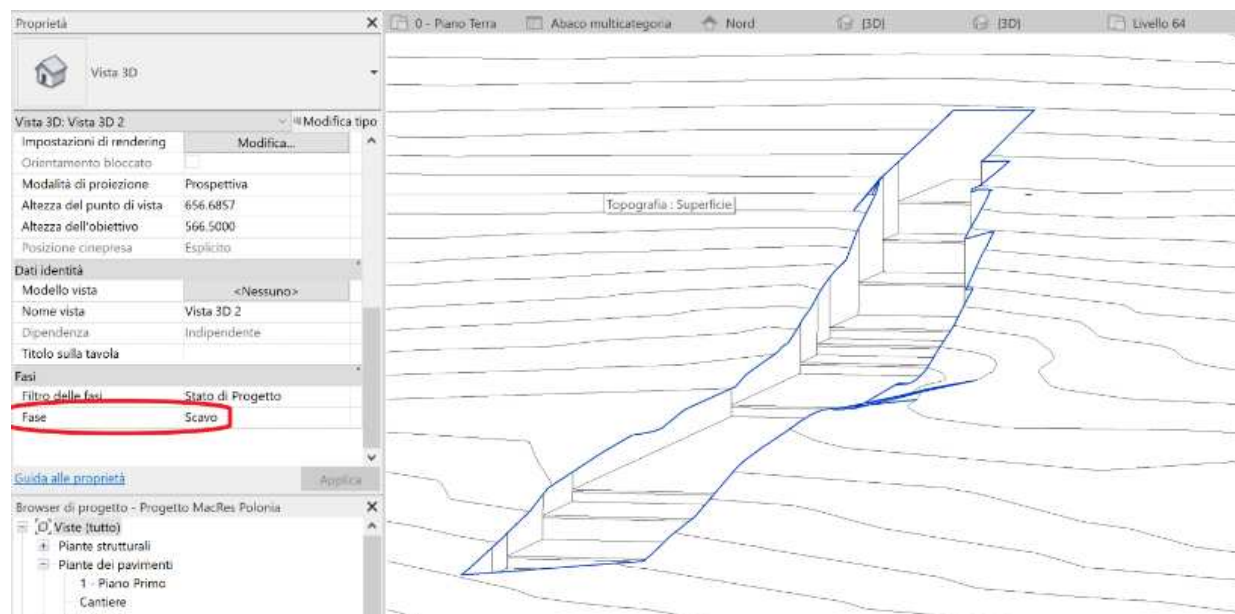 Proprietà
0 - Piano Terra Abaco multicategoria Nord {3D} {3D} Livello 64
Vista 3D
Vista 3D: Vista 3D 2 Modifica tipo
Impostazioni di rendering Modifica...
Orientamento bloccato
Modalità di proiezione Prospettiva
Altezza del punto di vista 656.6857
Altezza dell'obiettivo 566.5000
Posizione cinepresa Esplicito
Dati identità
Modello vista <Nessuno>
Nome vista Vista 3D 2
Dipendenza Indipendente
Titolo sulla tavola
Fasi
Filtro delle fasi Stato di Progetto
Fase Scavo
Guida alle proprietà Applica
Browser di progetto - Progetto MacRes Polonia
Viste (tutto)
Piante strutturali
Piante dei pavimenti
1 - Piano Primo
Cantiere
Topografia : Superficie